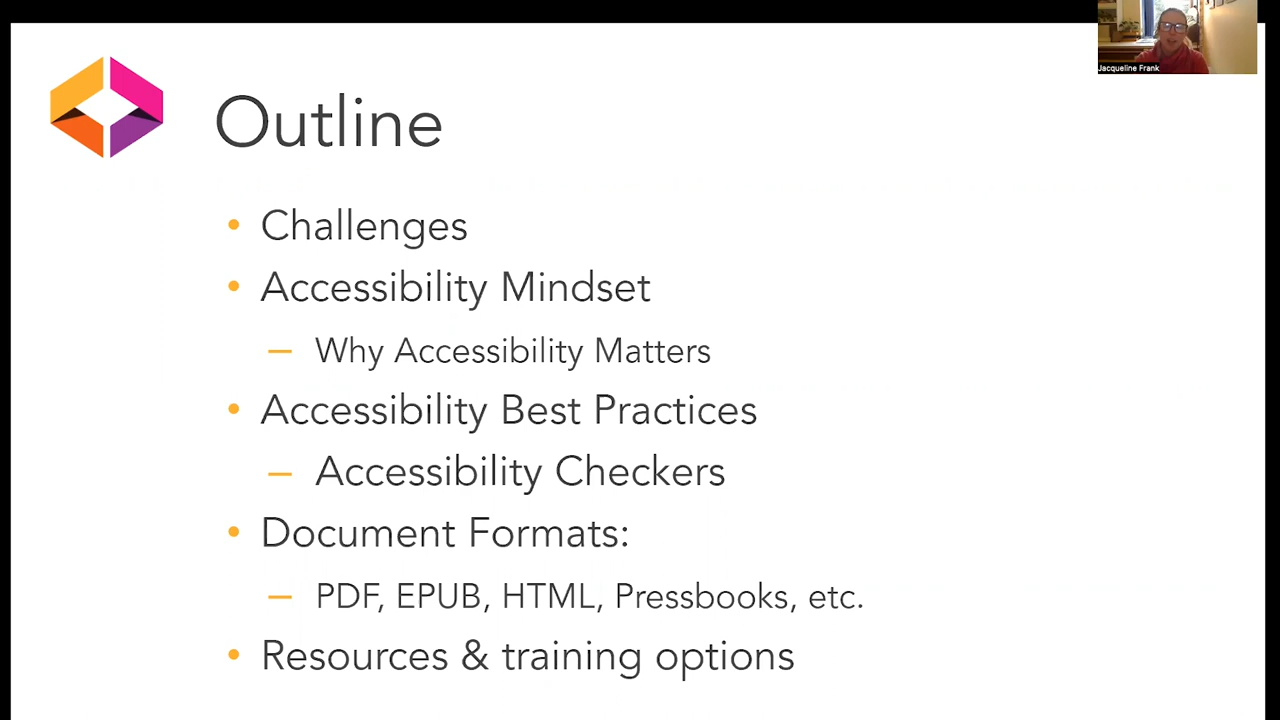 Jacqueline Frank
Outline
• Challenges
• Accessibility Mindset
– Why Accessibility Matters
• Accessibility Best Practices
– Accessibility Checkers
• Document Formats:
– PDF, EPUB, HTML, Pressbooks, etc.
• Resources & training options